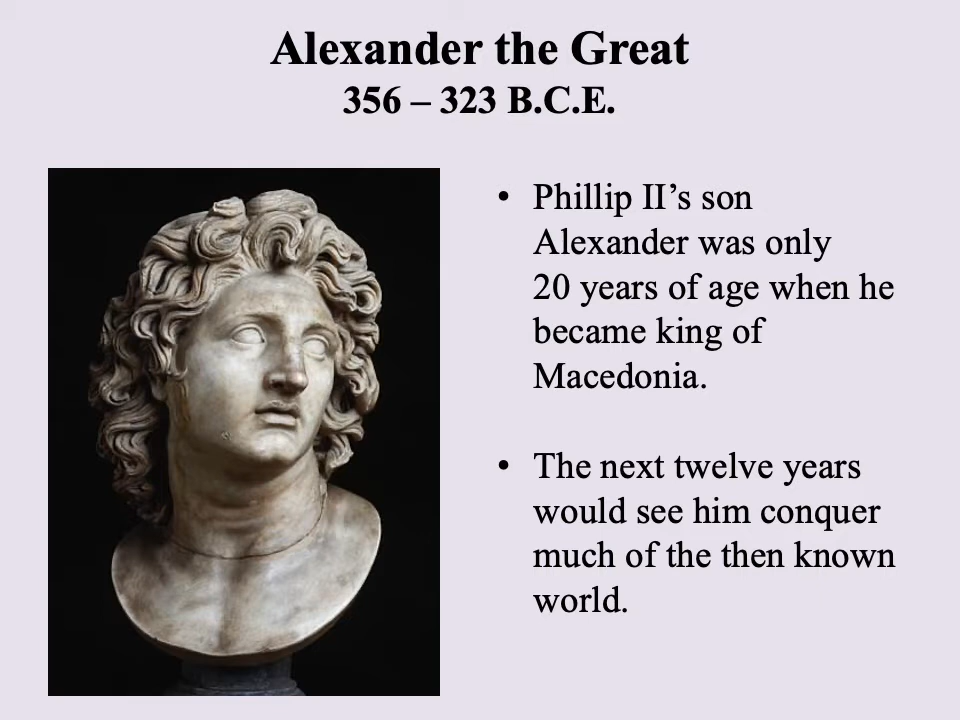 Alexander the Great
356 – 323 B.C.E.
• Phillip II’s son
Alexander was only
20 years of age when he
became king of
Macedonia.
• The next twelve years
would see him conquer
much of the then known
world.